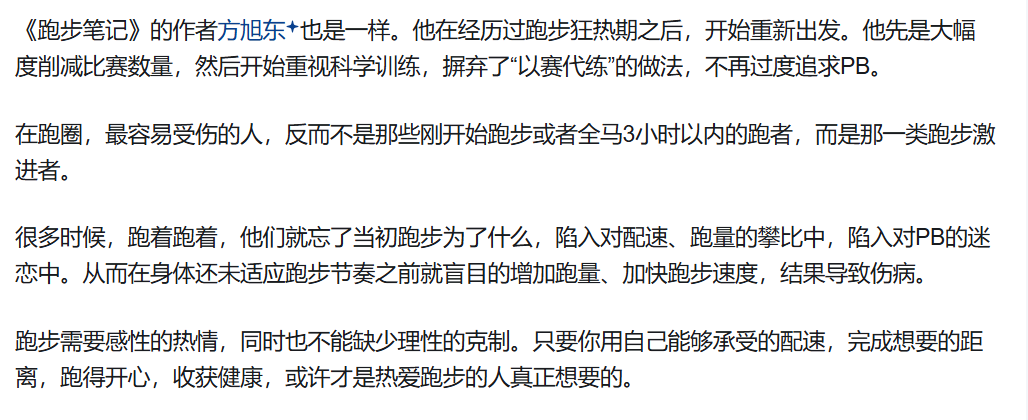 《跑步笔记》的作者方旭东也是一样。他在经历过跑步狂热期之后，开始重新出发。他先是大幅
度削减比赛数量，然后开始重视科学训练，摒弃了“以赛代练”的做法，不再过度追求PB。
在跑圈，最容易受伤的人，反而不是那些刚开始跑步或者全马3小时以内的跑者，而是那一类跑步激
进者。
很多时候，跑着跑着，他们就忘了当初跑步为了什么，陷入对配速、跑量的攀比中，陷入对PB的迷
恋中。从而在身体还未适应跑步节奏之前就盲目的增加跑量、加快跑步速度，结果导致伤病。
跑步需要感性的热情，同时也不能缺少理性的克制。只要你用自己能够承受的配速，完成想要的距
离，跑得开心，收获健康，或许才是热爱跑步的人真正想要的。